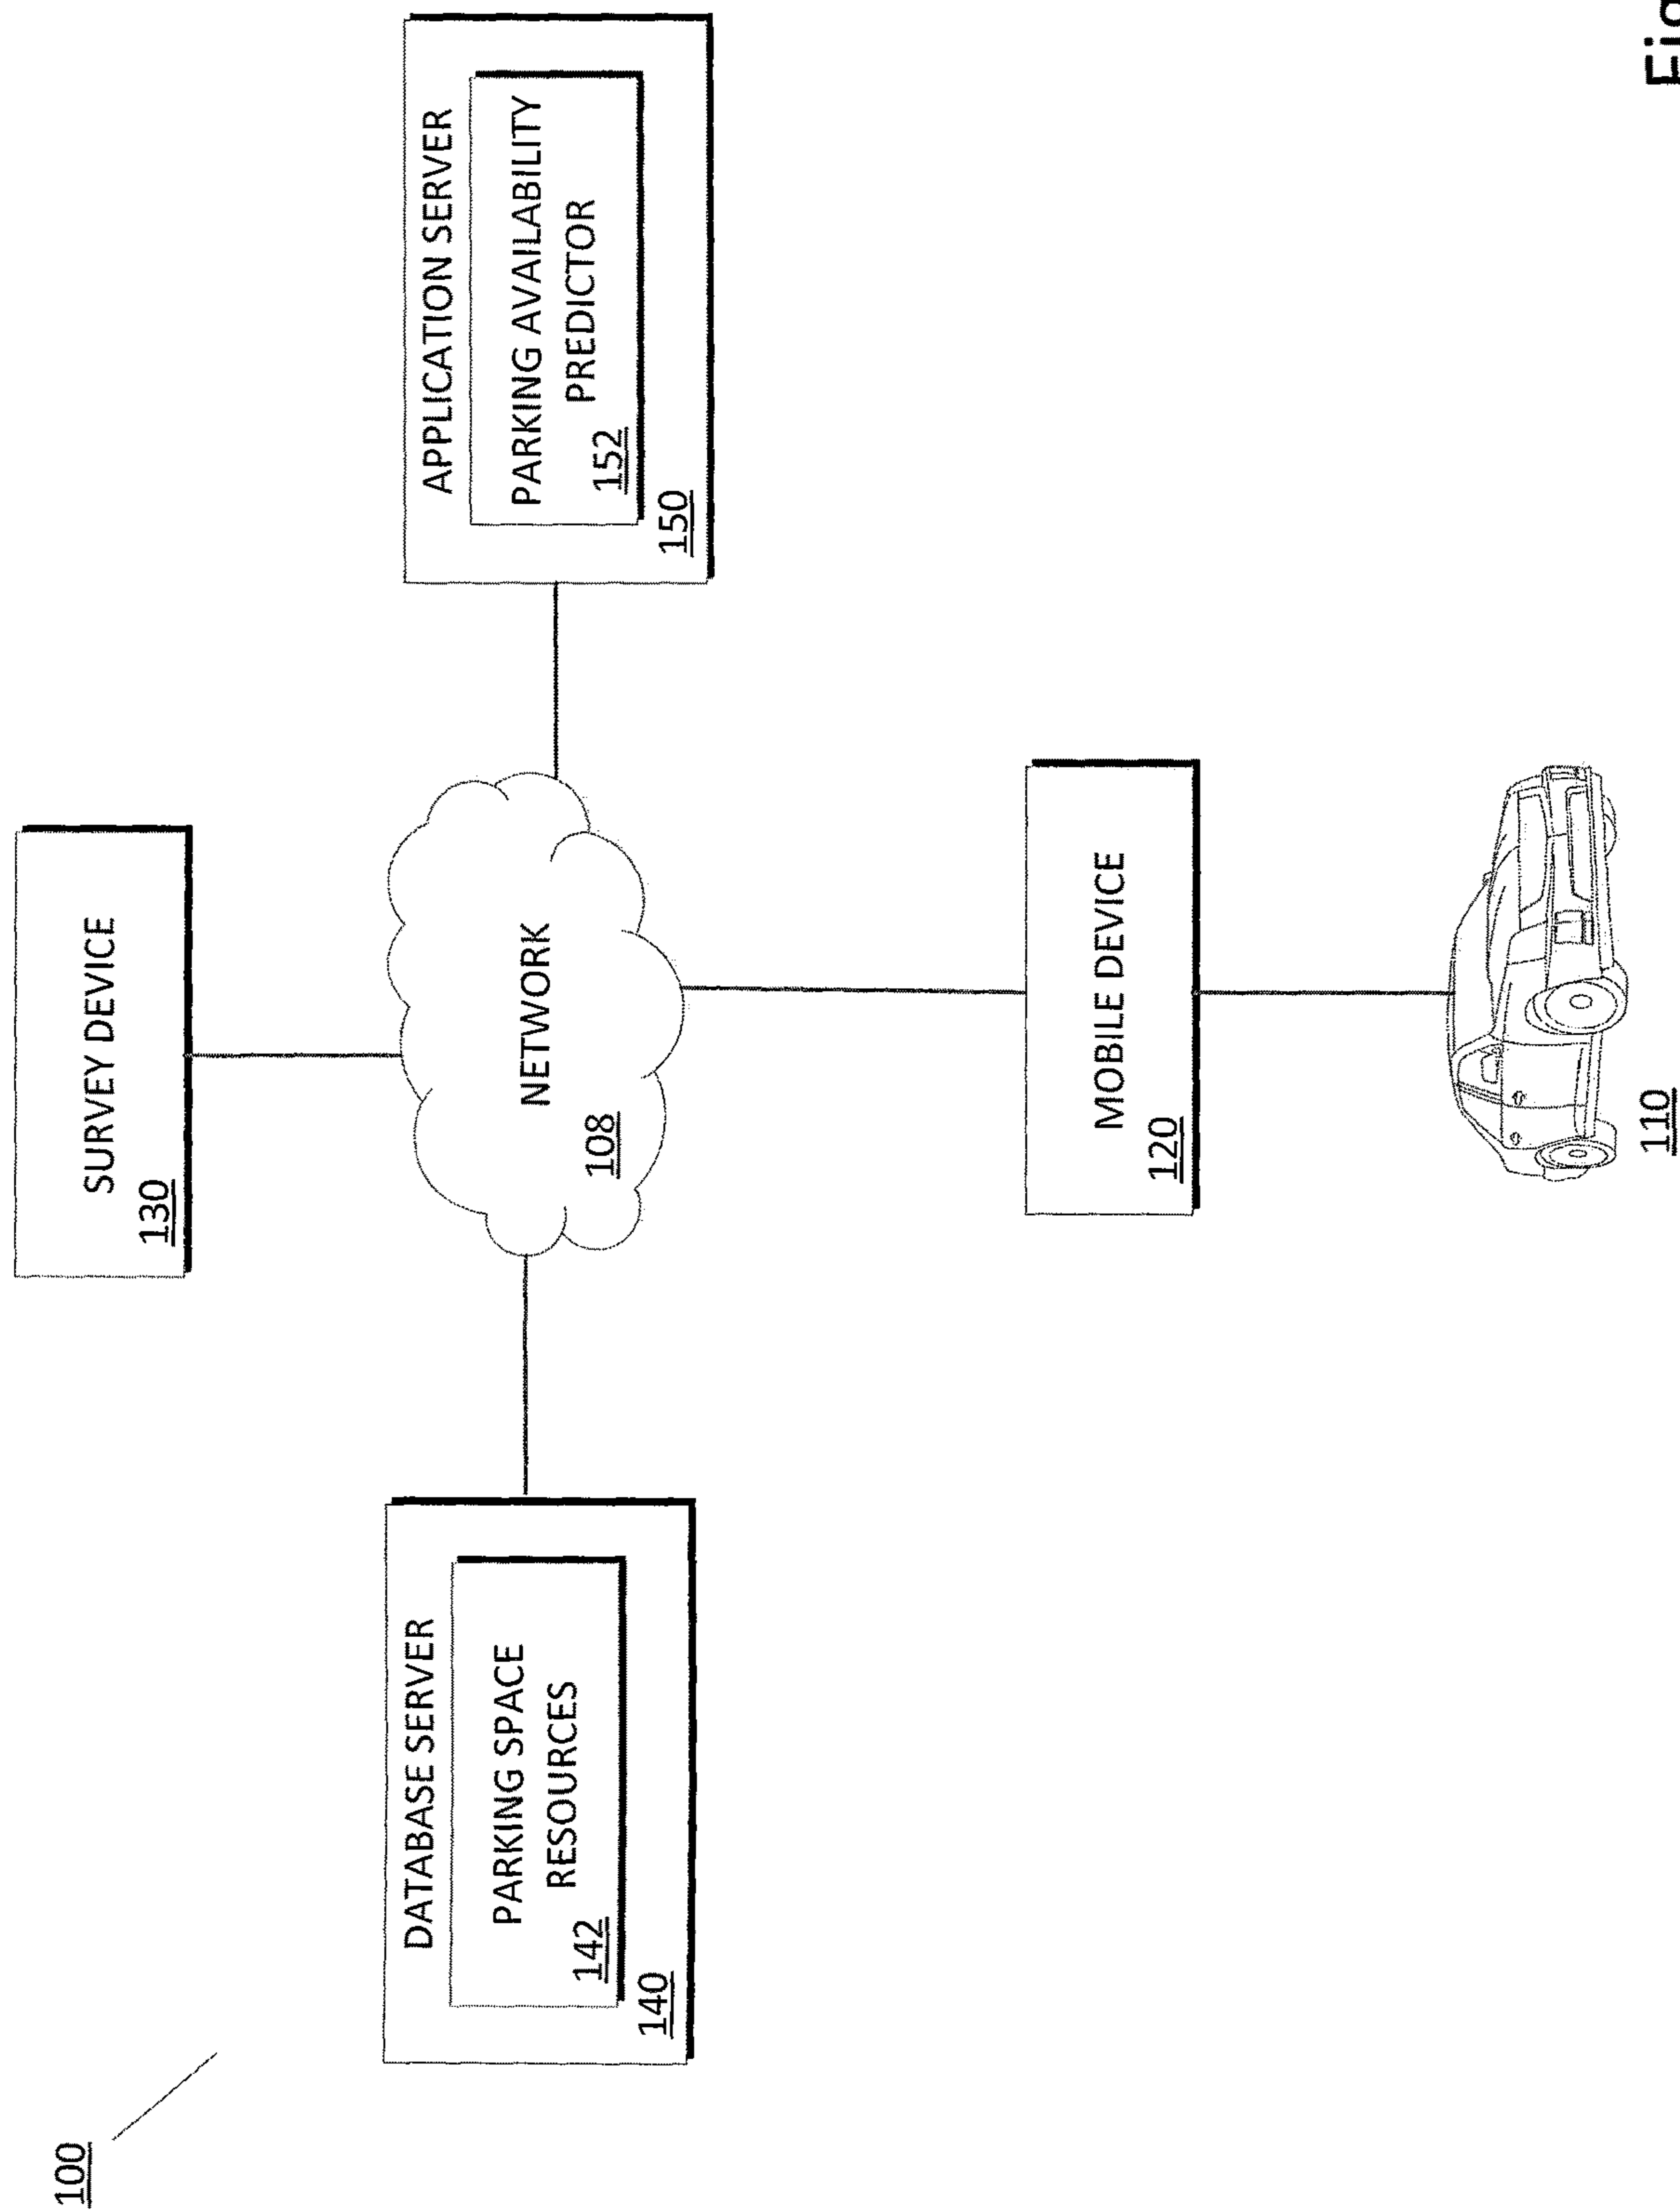 100
SURVEY DEVICE
130
DATABASE SERVER
PARKING SPACE
RESOURCES
142
140
NETWORK
108
APPLICATION SERVER
PARKING AVAILABILITY
PREDICTOR
152
150
MOBILE DEVICE
120
110
Fig